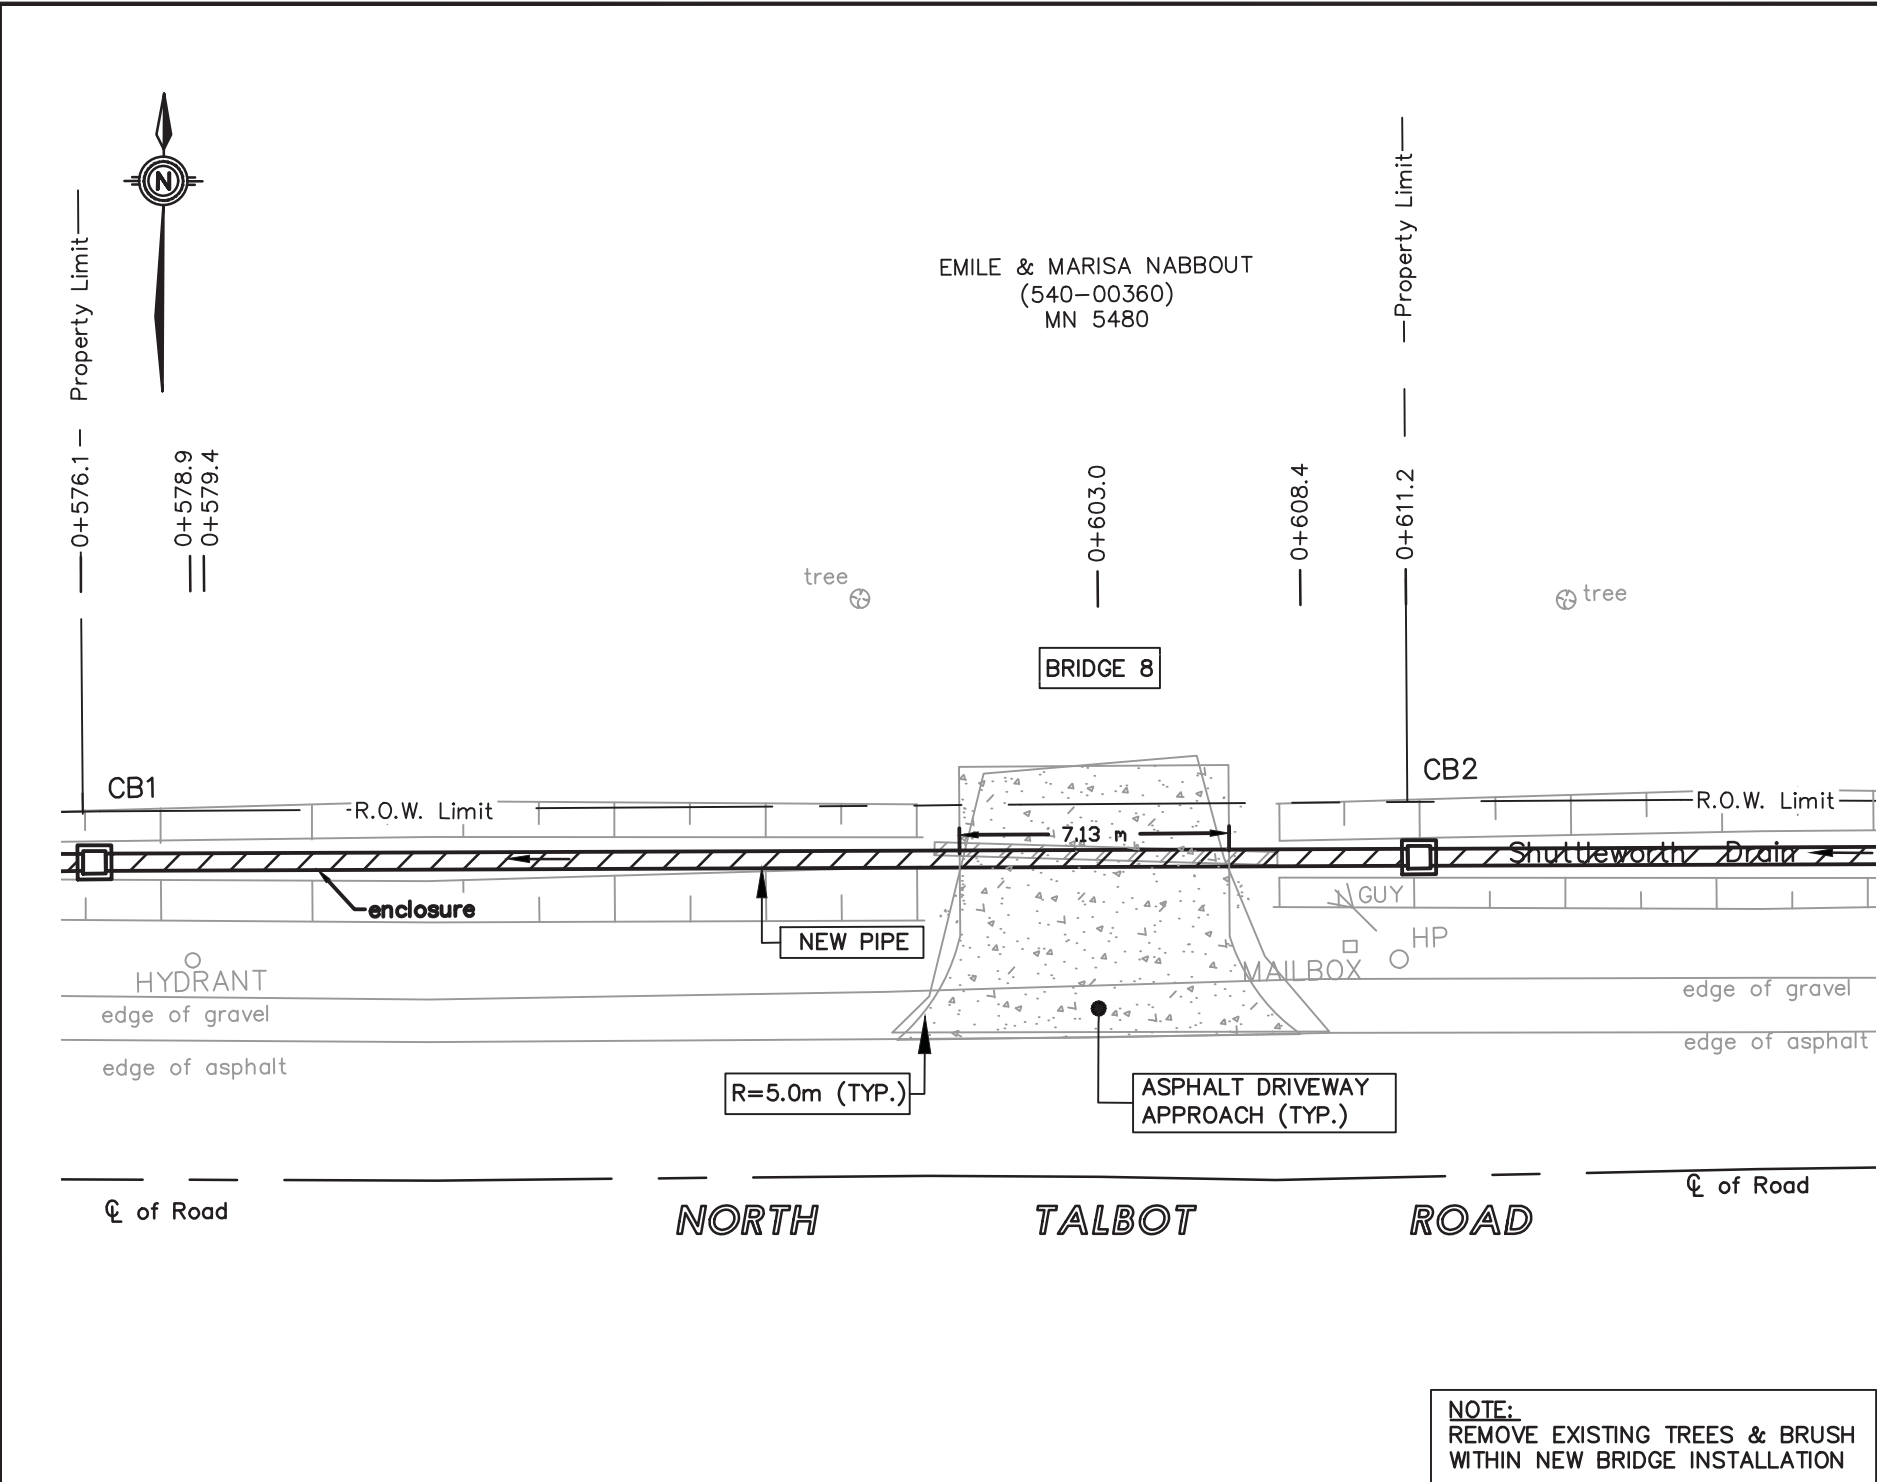 N
Property Limit
Property Limit
EMILE & MARISA NABBOUT
(540-00360)
MN 5480
0+576.1
0+578.9
0+579.4
0+603.0
0+608.4
0+611.2
tree
tree
BRIDGE 8
CB1
CB2
R.O.W. Limit
R.O.W. Limit
7.13 m
Shuttleworth Drain
enclosure
GUY
NEW PIPE
HP
HYDRANT
MAILBOX
edge of gravel
edge of gravel
edge of asphalt
edge of asphalt
R=5.0m (TYP.)
ASPHALT DRIVEWAY
APPROACH (TYP.)
℄ of Road
℄ of Road
NORTH TALBOT ROAD
NOTE:
REMOVE EXISTING TREES & BRUSH
WITHIN NEW BRIDGE INSTALLATION